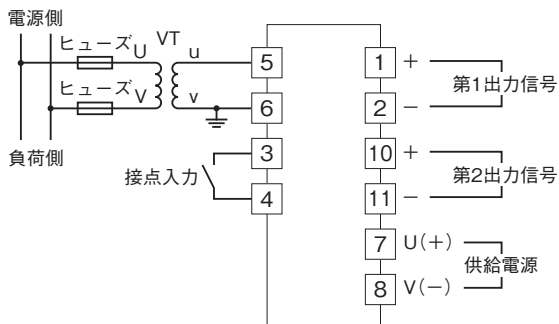 電源側
ヒューズ U VT u
ヒューズ V v
負荷側
接点入力
5
6
3
4
1 +
2 −
第1出力信号
10 +
11 −
第2出力信号
7 U(+)
8 V(−)
供給電源